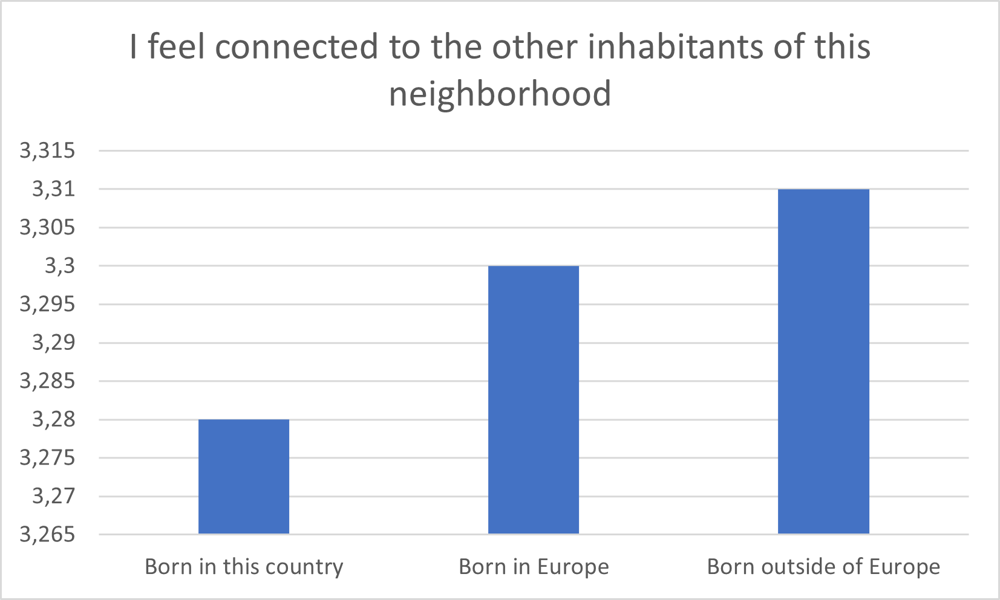 I feel connected to the other inhabitants of this
neighborhood
3,315
3,31
3,305
3,3
3,295
3,29
3,285
3,28
3,275
3,27
3,265
Born in this country
Born in Europe
Born outside of Europe